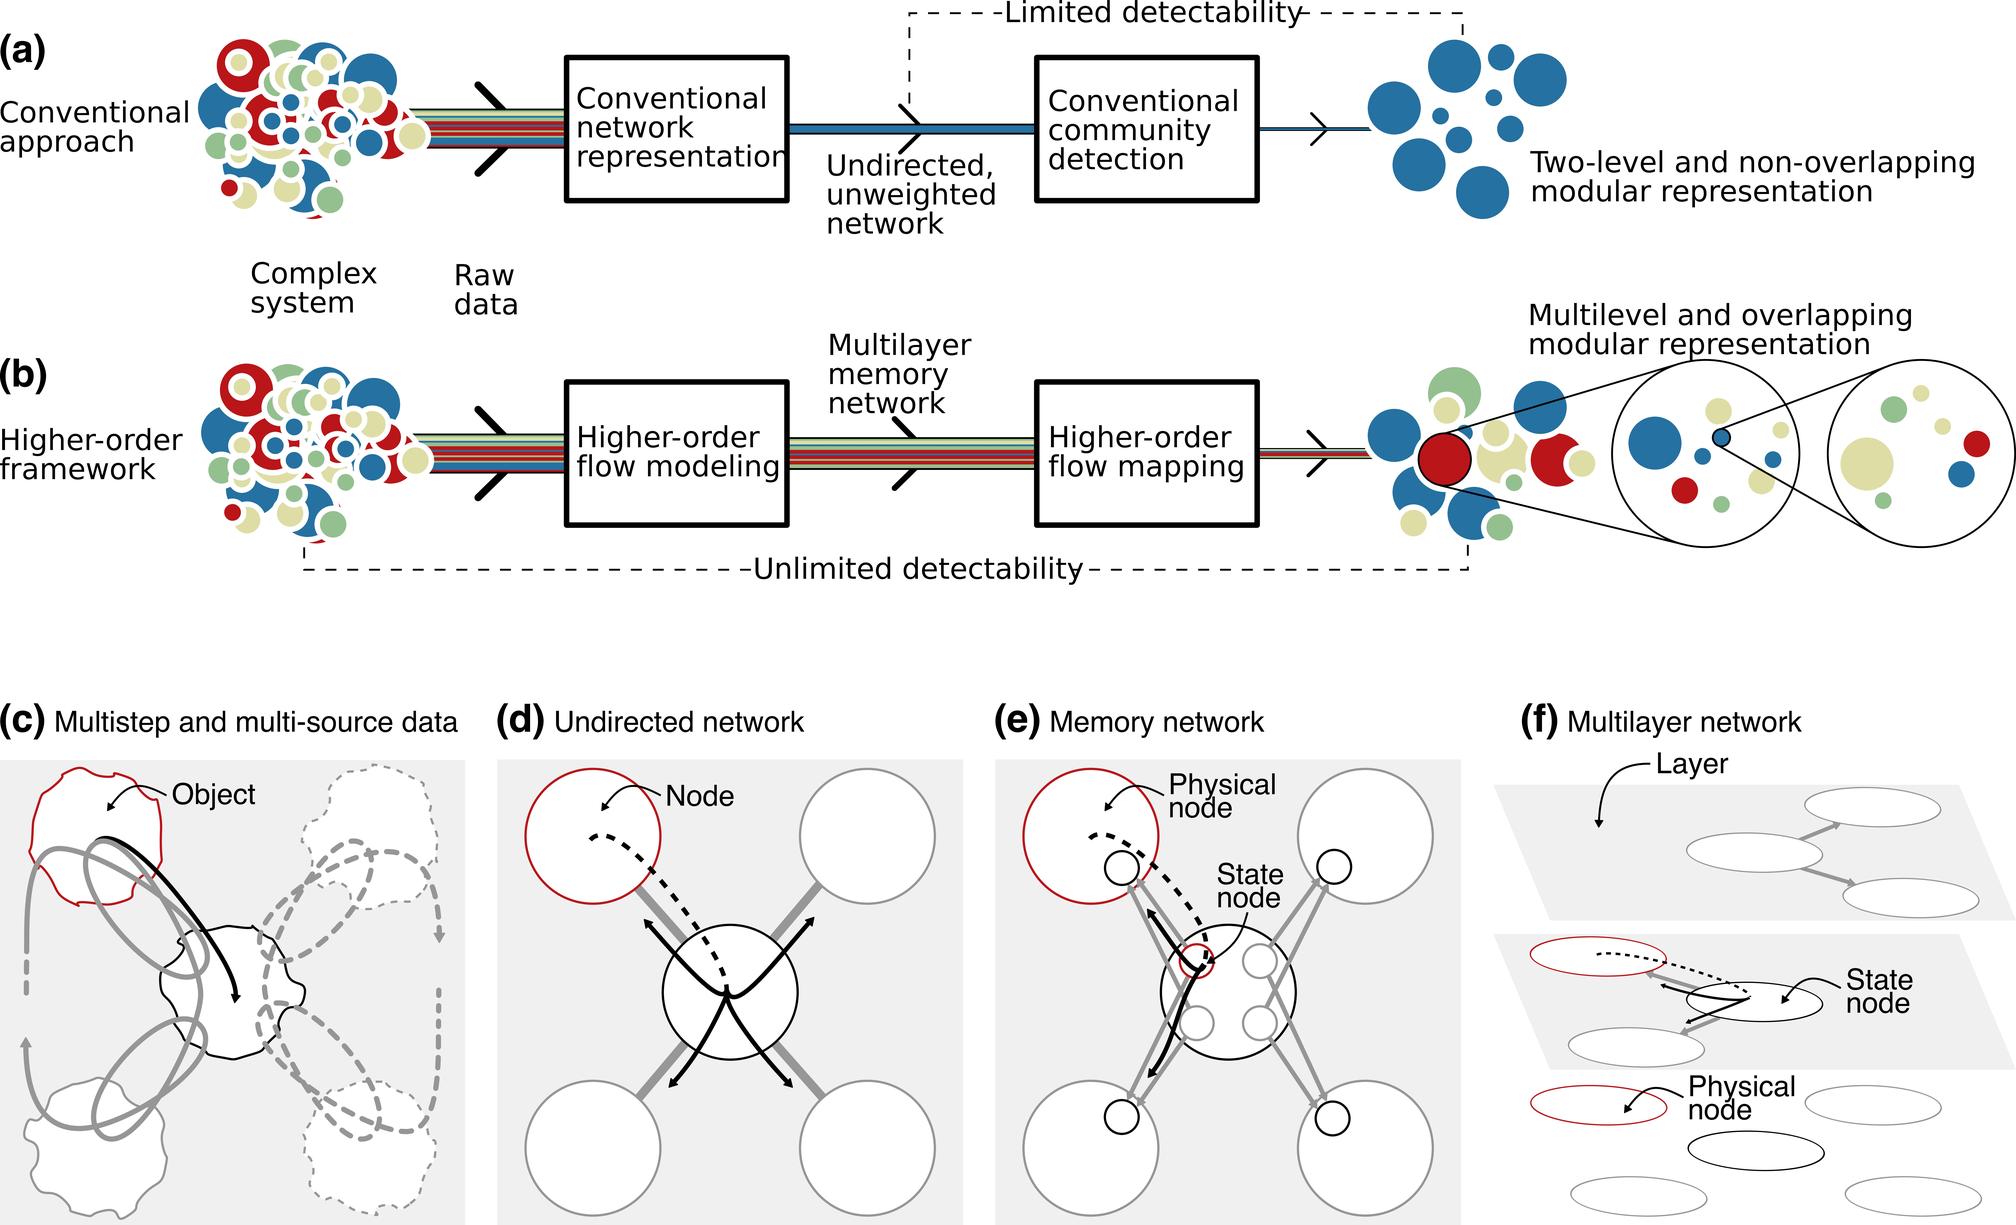 Limited detectability
(a)
Conventional
approach
Conventional
network
representation
Undirected,
unweighted
network
Conventional
community
detection
Two-level and non-overlapping
modular representation
Complex
system
Raw
data
(b)
Higher-order
framework
Higher-order
flow modeling
Multilayer
memory
network
Higher-order
flow mapping
Multilevel and overlapping
modular representation
Unlimited detectability
(c) Multistep and multi-source data
Object
(d) Undirected network
Node
(e) Memory network
Physical
node
State
node
(f) Multilayer network
Layer
State
node
Physical
node